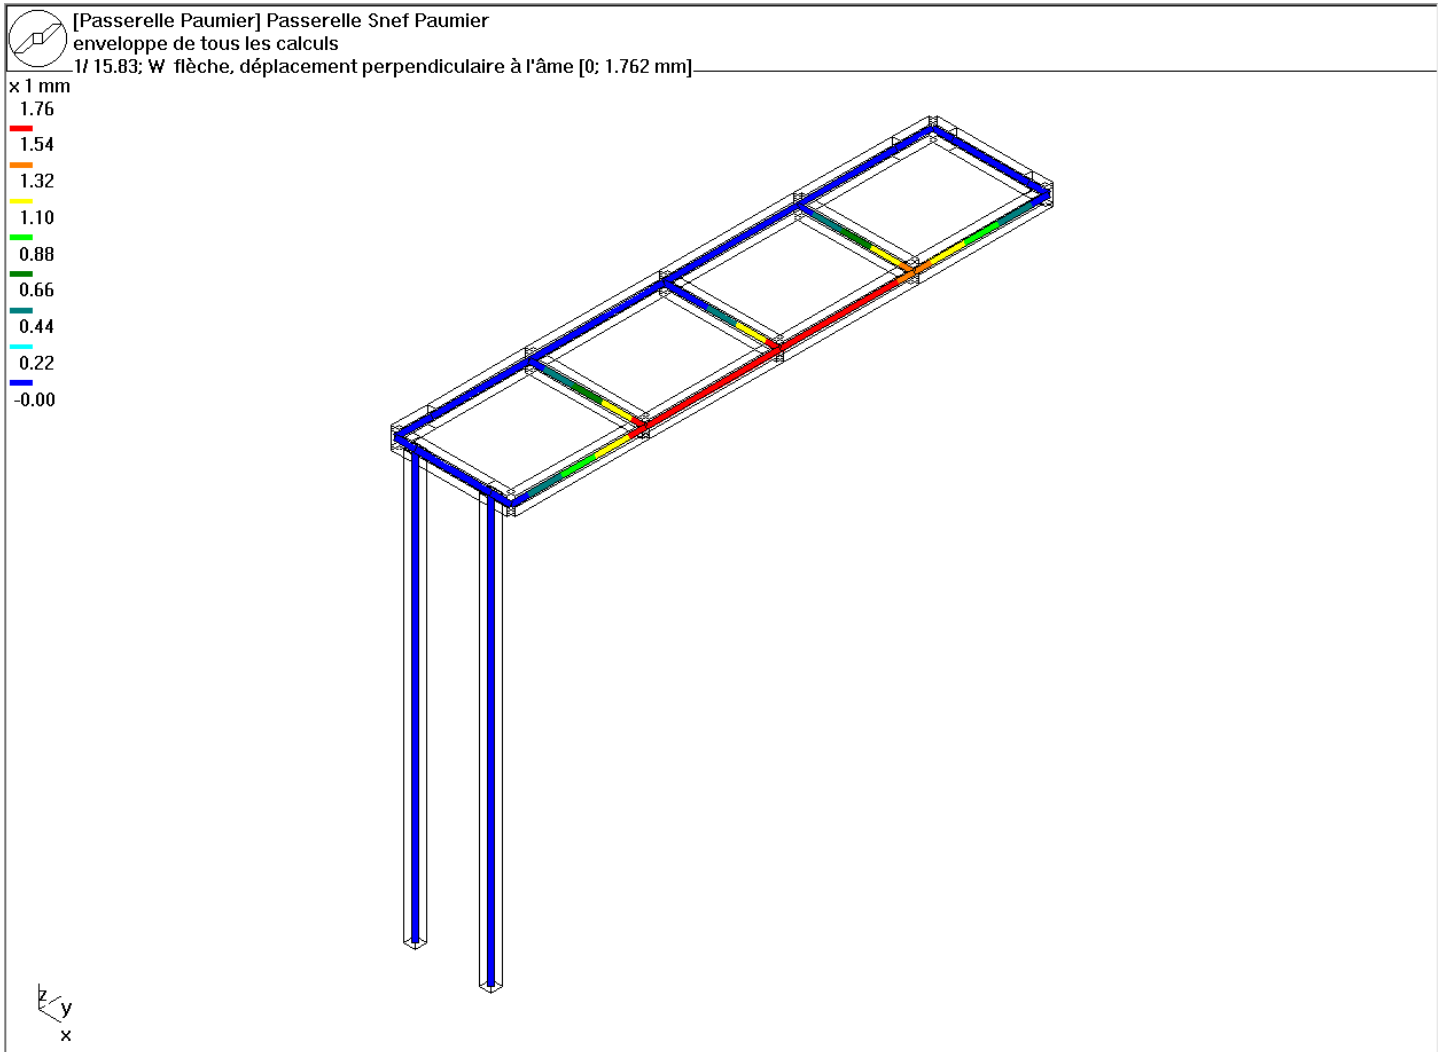 [Passerelle Paumier] Passerelle Snef Paumier
enveloppe de tous les calculs
1/ 15.83; W flèche, déplacement perpendiculaire à l'âme [0; 1.762 mm]
x 1 mm
1.76
1.54
1.32
1.10
0.88
0.66
0.44
0.22
-0.00
z
y
x